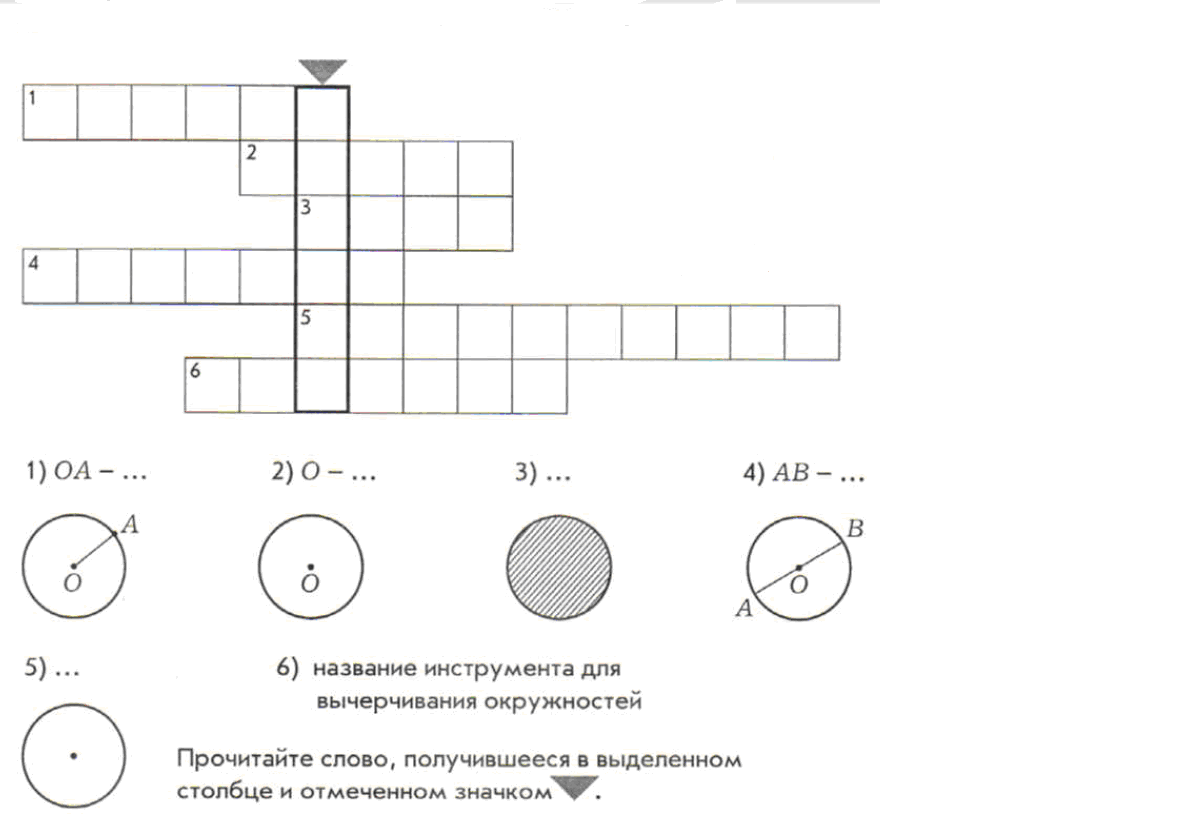 1
2
3
4
5
6
1) OA – ... 2) O – ... 3) ... 4) AB – ...
A
O
O
B
O
A
5) ... 6) название инструмента для
вычерчивания окружностей
Прочитайте слово, получившееся в выделенном
столбце и отмеченном значком .